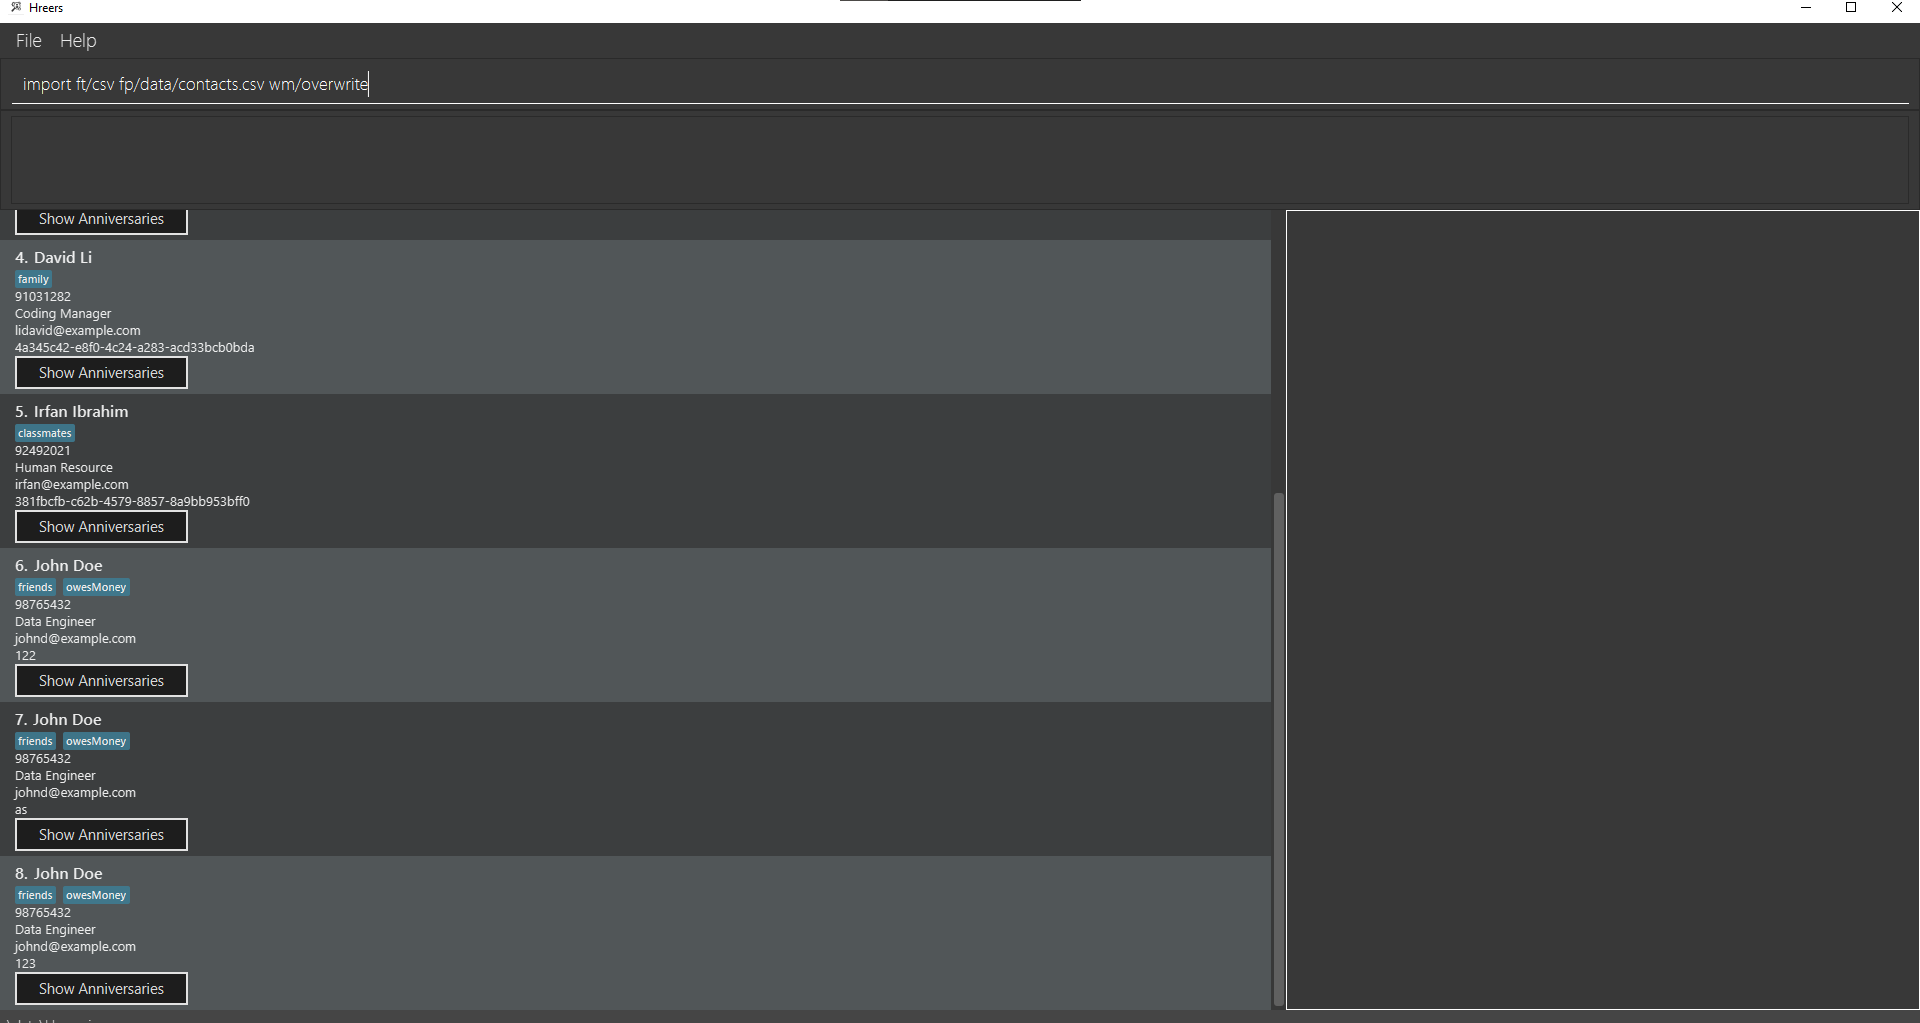 Hreers
File Help
import ft/csv fp/data/contacts.csv wm/overwrite
Show Anniversaries
4. David Li
family
91031282
Coding Manager
lidavid@example.com
4a345c42-e8f0-4c24-a283-acd33bcb0bda
Show Anniversaries
5. Irfan Ibrahim
classmates
92492021
Human Resource
irfan@example.com
381fbcfb-c62b-4579-8857-8a9bb953bff0
Show Anniversaries
6. John Doe
friends owesMoney
98765432
Data Engineer
johnd@example.com
122
Show Anniversaries
7. John Doe
friends owesMoney
98765432
Data Engineer
johnd@example.com
as
Show Anniversaries
8. John Doe
friends owesMoney
98765432
Data Engineer
johnd@example.com
123
Show Anniversaries